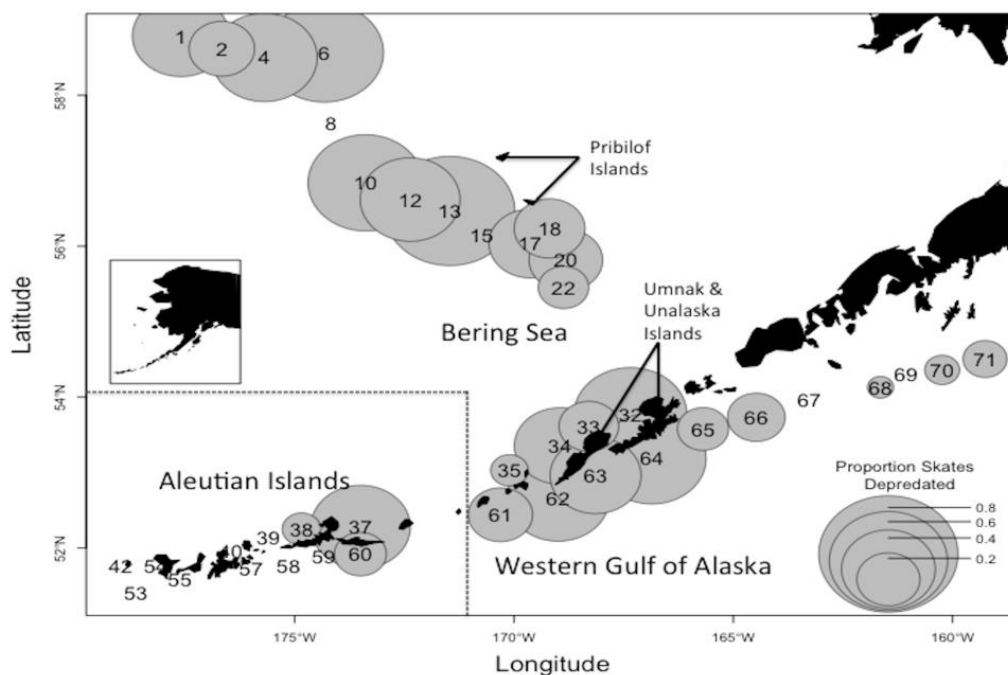 1
2
4
6
58°N
8
Pribilof
Islands
10
12
13
15
17
18
56°N
20
22
Umnak &
Unalaska
Islands
Latitude
Bering Sea
54°N
32
33
34
35
61
62
63
64
65
66
67
68
69
70
71
Aleutian Islands
37
38
39
40
42
54
53
55
57
58
59
60
52°N
Western Gulf of Alaska
Proportion Skates
Depredated
0.8
0.6
0.4
0.2
175°W
170°W
165°W
160°W
Longitude